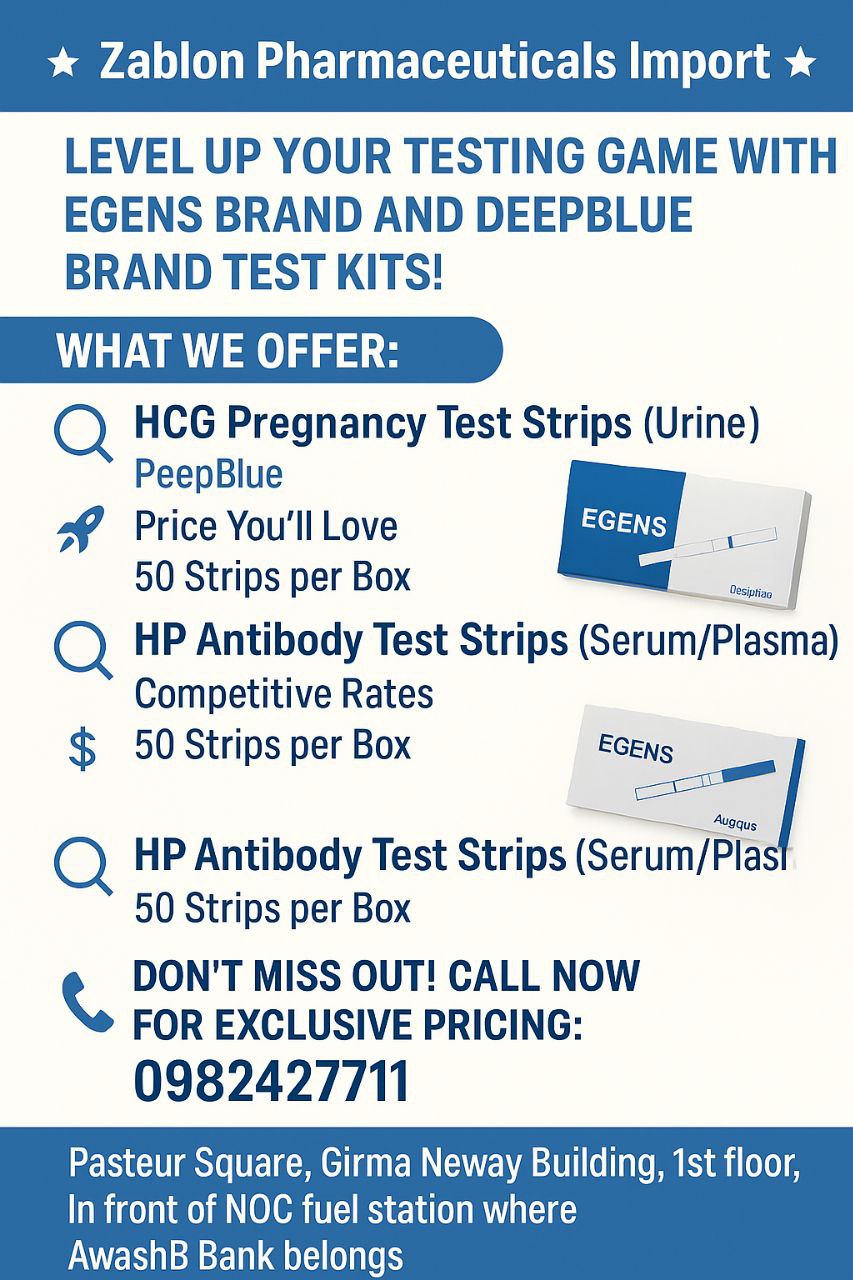 ★ Zablon Pharmaceuticals Import ★
LEVEL UP YOUR TESTING GAME WITH
EGENS BRAND AND DEEPBLUE
BRAND TEST KITS!
WHAT WE OFFER:
HCG Pregnancy Test Strips (Urine)
PeepBlue
Price You'll Love
50 Strips per Box
EGENS
Desiptiao
HP Antibody Test Strips (Serum/Plasma)
Competitive Rates
$ 50 Strips per Box
EGENS
Augqus
HP Antibody Test Strips (Serum/Plasr
50 Strips per Box
DON'T MISS OUT! CALL NOW
FOR EXCLUSIVE PRICING:
0982427711
Pasteur Square, Girma Neway Building, 1st floor,
In front of NOC fuel station where
AwashB Bank belongs